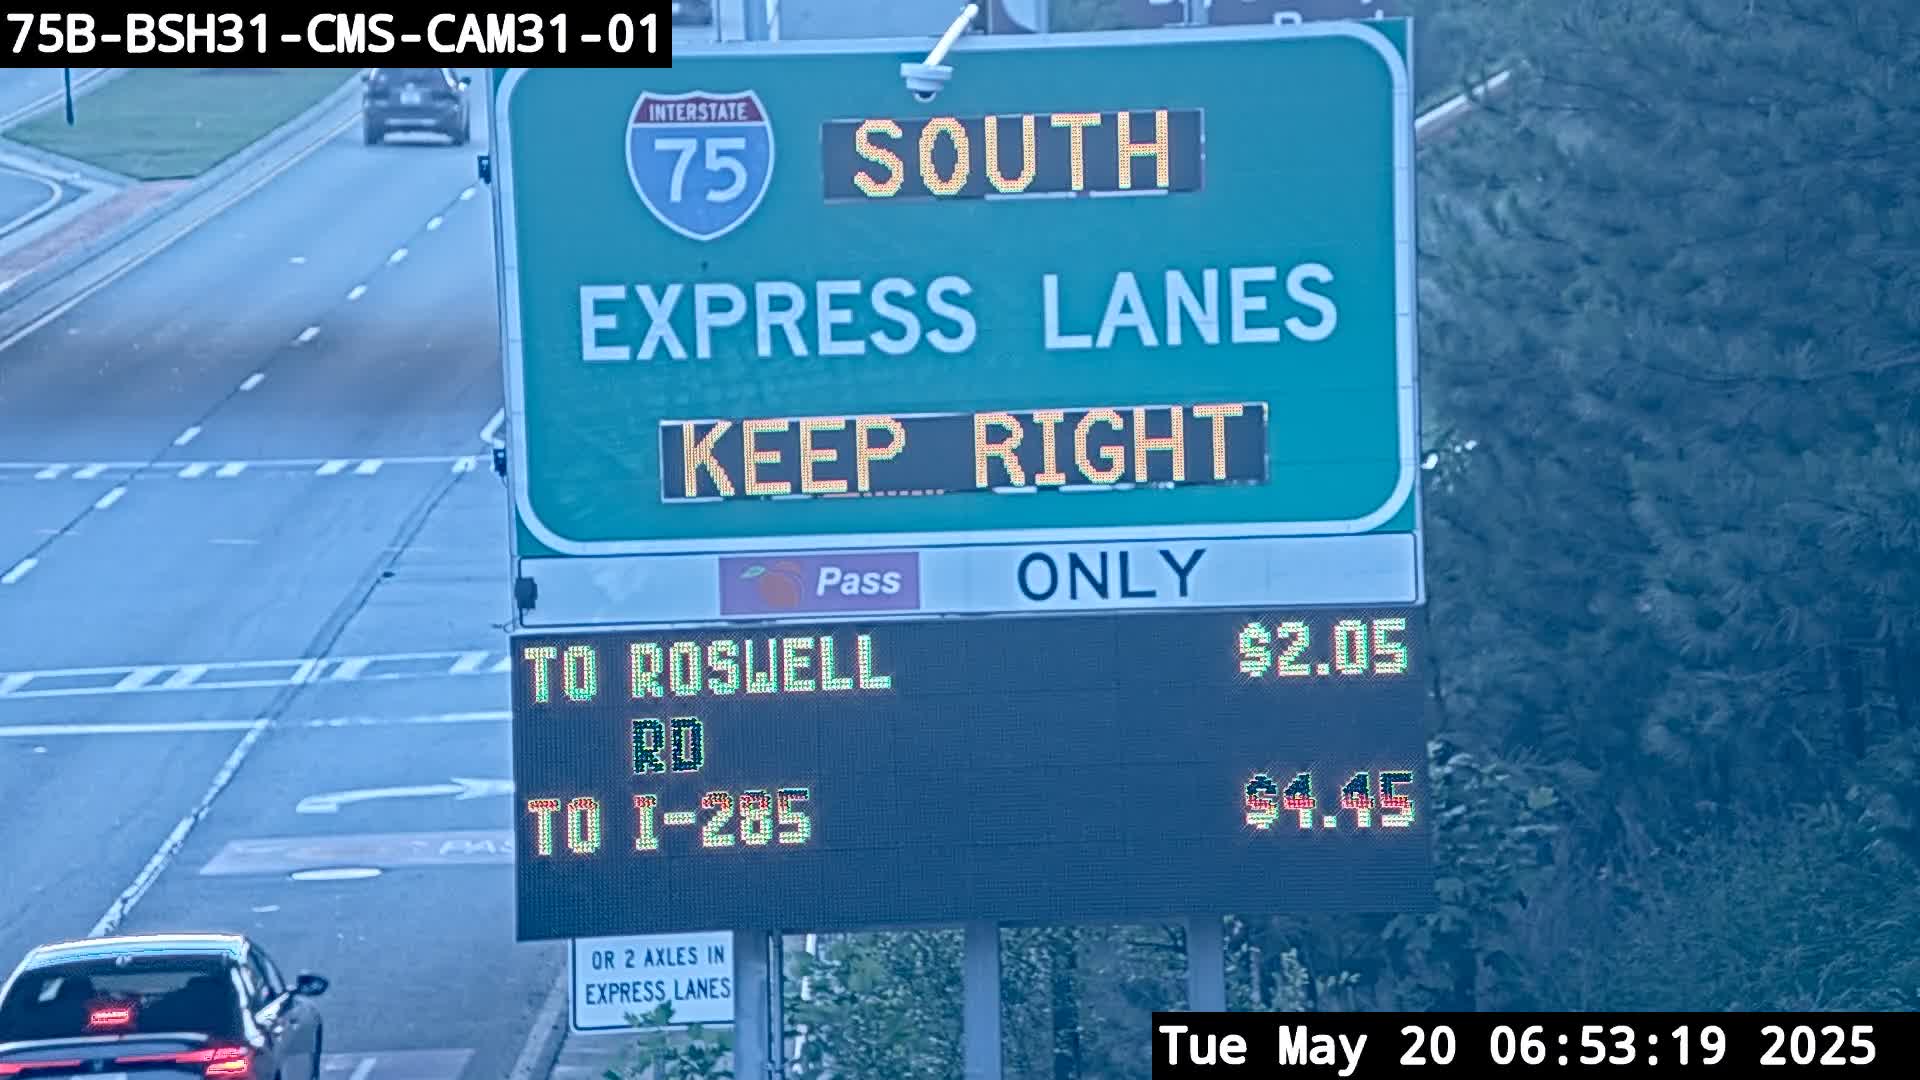 75B-BSH31-CMS-CAM31-01
INTERSTATE
75
SOUTH
EXPRESS LANES
KEEP RIGHT
Pass ONLY
TO ROSWELL $2.05
RD
TO I-285 $4.45
OR 2 AXLES IN
EXPRESS LANES
Tue May 20 06:53:19 2025